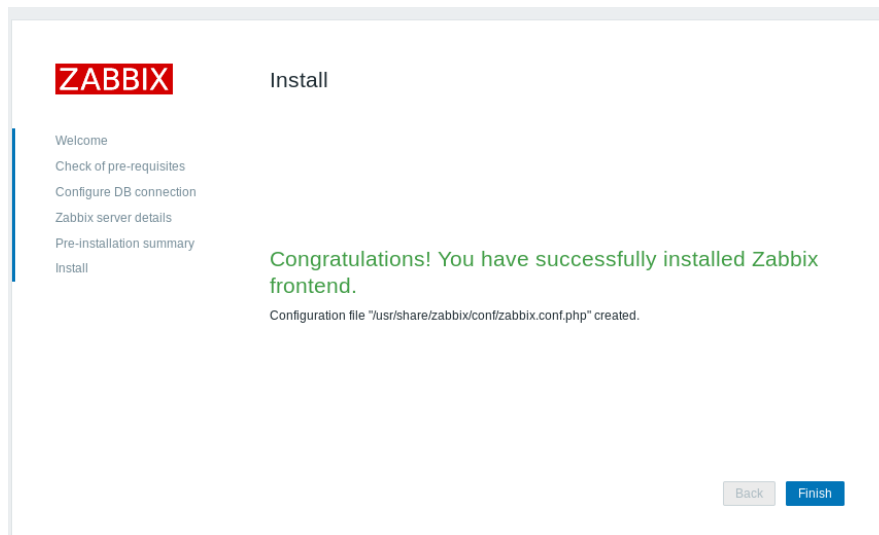 ZABBIX
Install
Welcome
Check of pre-requisites
Configure DB connection
Zabbix server details
Pre-installation summary
Install
Congratulations! You have successfully installed Zabbix
frontend.
Configuration file "/usr/share/zabbix/conf/zabbix.conf.php" created.
Back
Finish